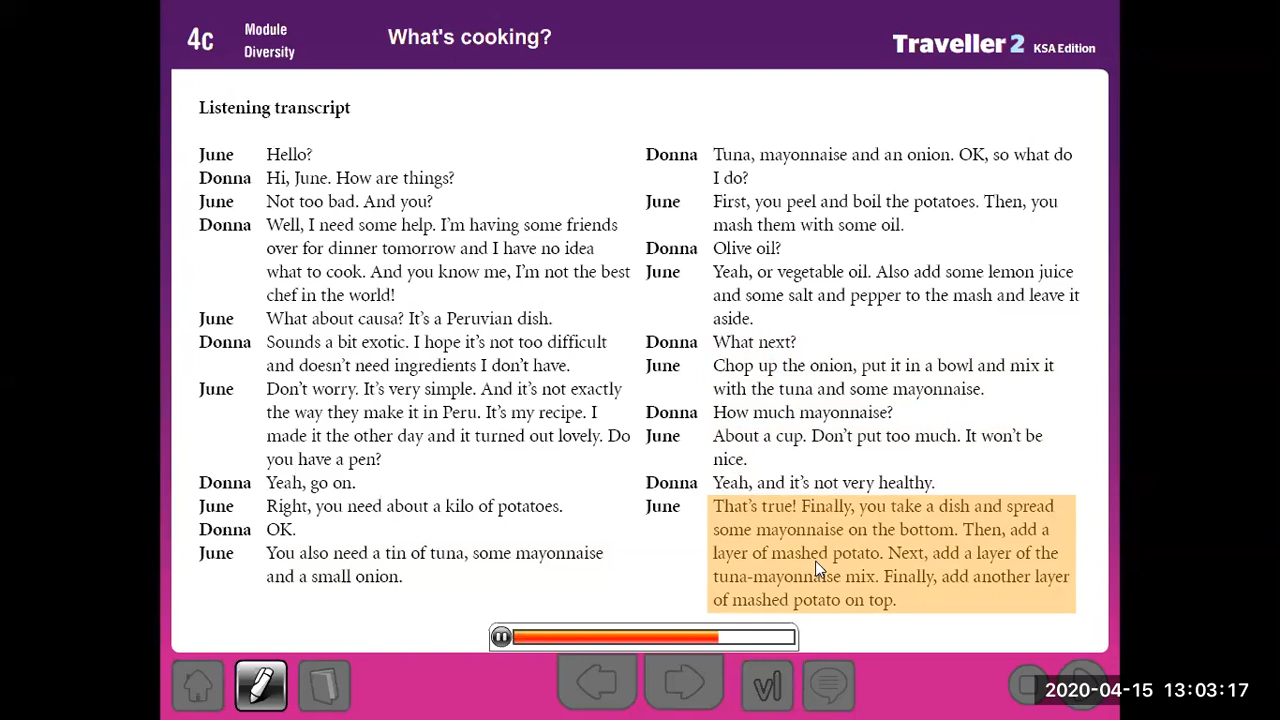 4c
Module
Diversity
What's cooking?
Traveller 2 KSA Edition
Listening transcript
June Hello?
Donna Hi, June. How are things?
June Not too bad. And you?
Donna Well, I need some help. I'm having some friends
over for dinner tomorrow and I have no idea
what to cook. And you know me, I'm not the best
chef in the world!
June What about causa? It's a Peruvian dish.
Donna Sounds a bit exotic. I hope it's not too difficult
and doesn't need ingredients I don't have.
June Don't worry. It's very simple. And it's not exactly
the way they make it in Peru. It's my recipe. I
made it the other day and it turned out lovely. Do
you have a pen?
Donna Yeah, go on.
June Right, you need about a kilo of potatoes.
Donna OK.
June You also need a tin of tuna, some mayonnaise
and a small onion.
Donna Tuna, mayonnaise and an onion. OK, so what do
I do?
June First, you peel and boil the potatoes. Then, you
mash them with some oil.
Donna Olive oil?
June Yeah, or vegetable oil. Also add some lemon juice
and some salt and pepper to the mash and leave it
aside.
Donna What next?
June Chop up the onion, put it in a bowl and mix it
with the tuna and some mayonnaise.
Donna How much mayonnaise?
June About a cup. Don't put too much. It won't be
nice.
Donna Yeah, and it's not very healthy.
June That's true! Finally, you take a dish and spread
some mayonnaise on the bottom. Then, add a
layer of mashed potato. Next, add a layer of the
tuna-mayonnaise mix. Finally, add another layer
of mashed potato on top.
vl
2020-04-15 13:03:17